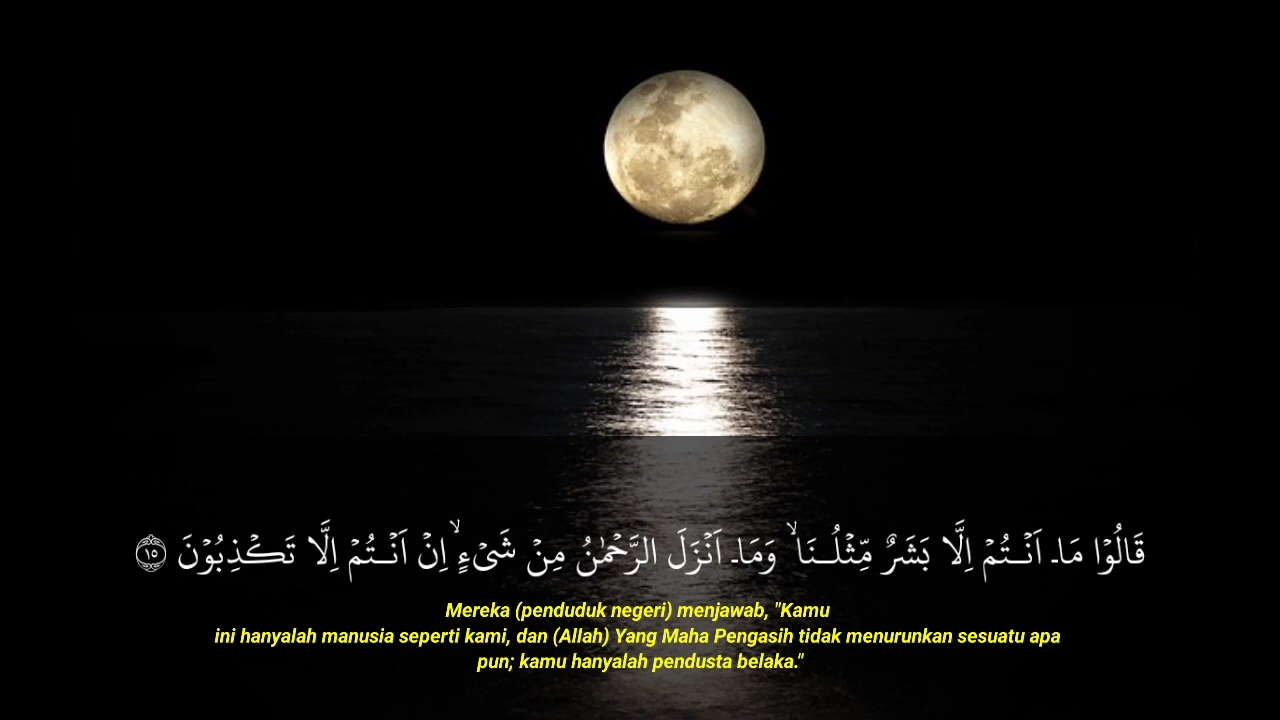 قَالُوْا مَاۤ اَنْـتُمْ اِلَّا بَشَرٌ مِّثْلُـنَا ۙ وَمَاۤ اَنْزَلَ الرَّحْمٰنُ مِنْ شَىْءٍۙ اِنْ اَنْـتُمْ اِلَّا تَكْذِبُوْنَ ١٥
Mereka (penduduk negeri) menjawab, "Kamu
ini hanyalah manusia seperti kami, dan (Allah) Yang Maha Pengasih tidak menurunkan sesuatu apa
pun; kamu hanyalah pendusta belaka."